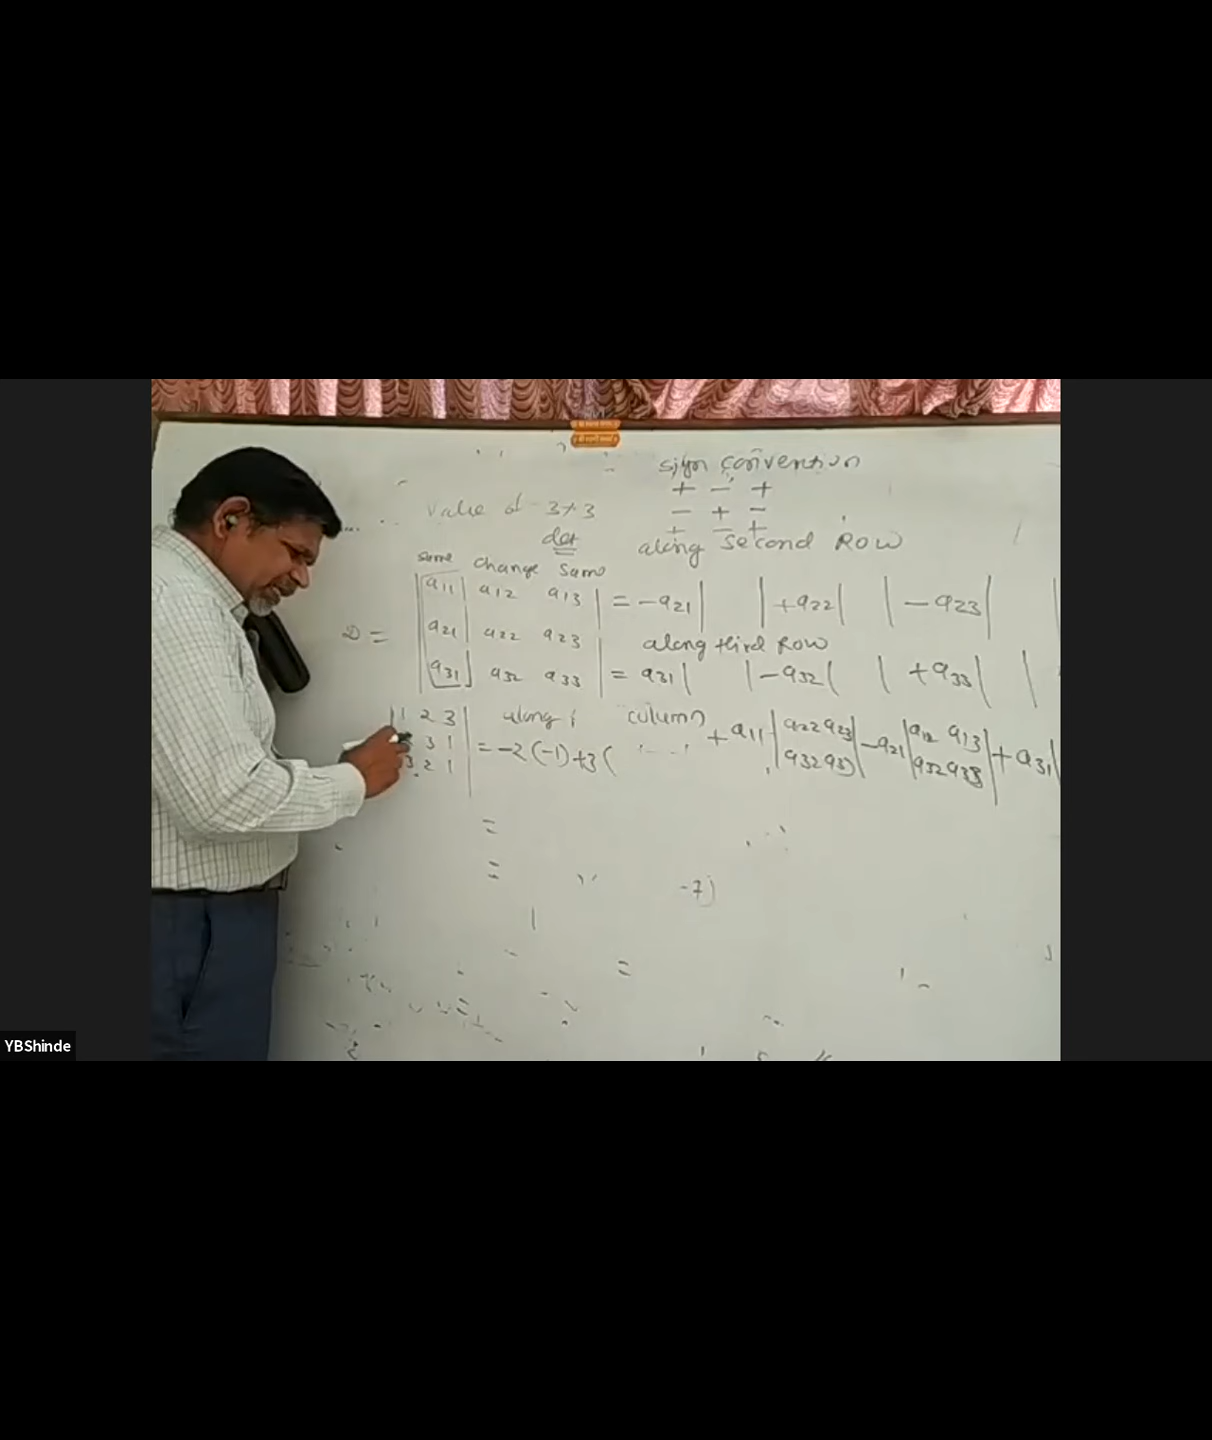 sign convention
+ - +
value of 3×3
- + -
det
+ - +
along second Row
same change same
a11 a12 a13 = -a21| |+a22| | - a23| |
D = a21 a22 a23
along third Row
a31 a32 a33 = a31| |-a32| | + a33| |
1 2 3 along column
+ a11 |a22 a23| - a21 |a12 a13| + a31|
3 1 = -2(-1)+3(
a32 a33 a32 a33
3 2 1
=
=
-7)
=
YBShinde